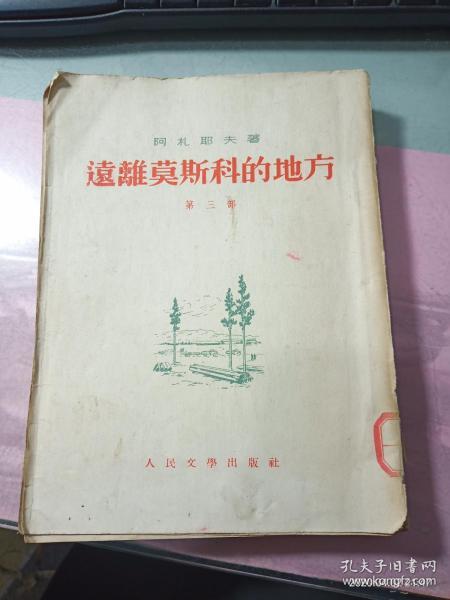 阿札耶夫著
遠離莫斯科的地方
第三部
人民文學出版社
孔夫子旧书网